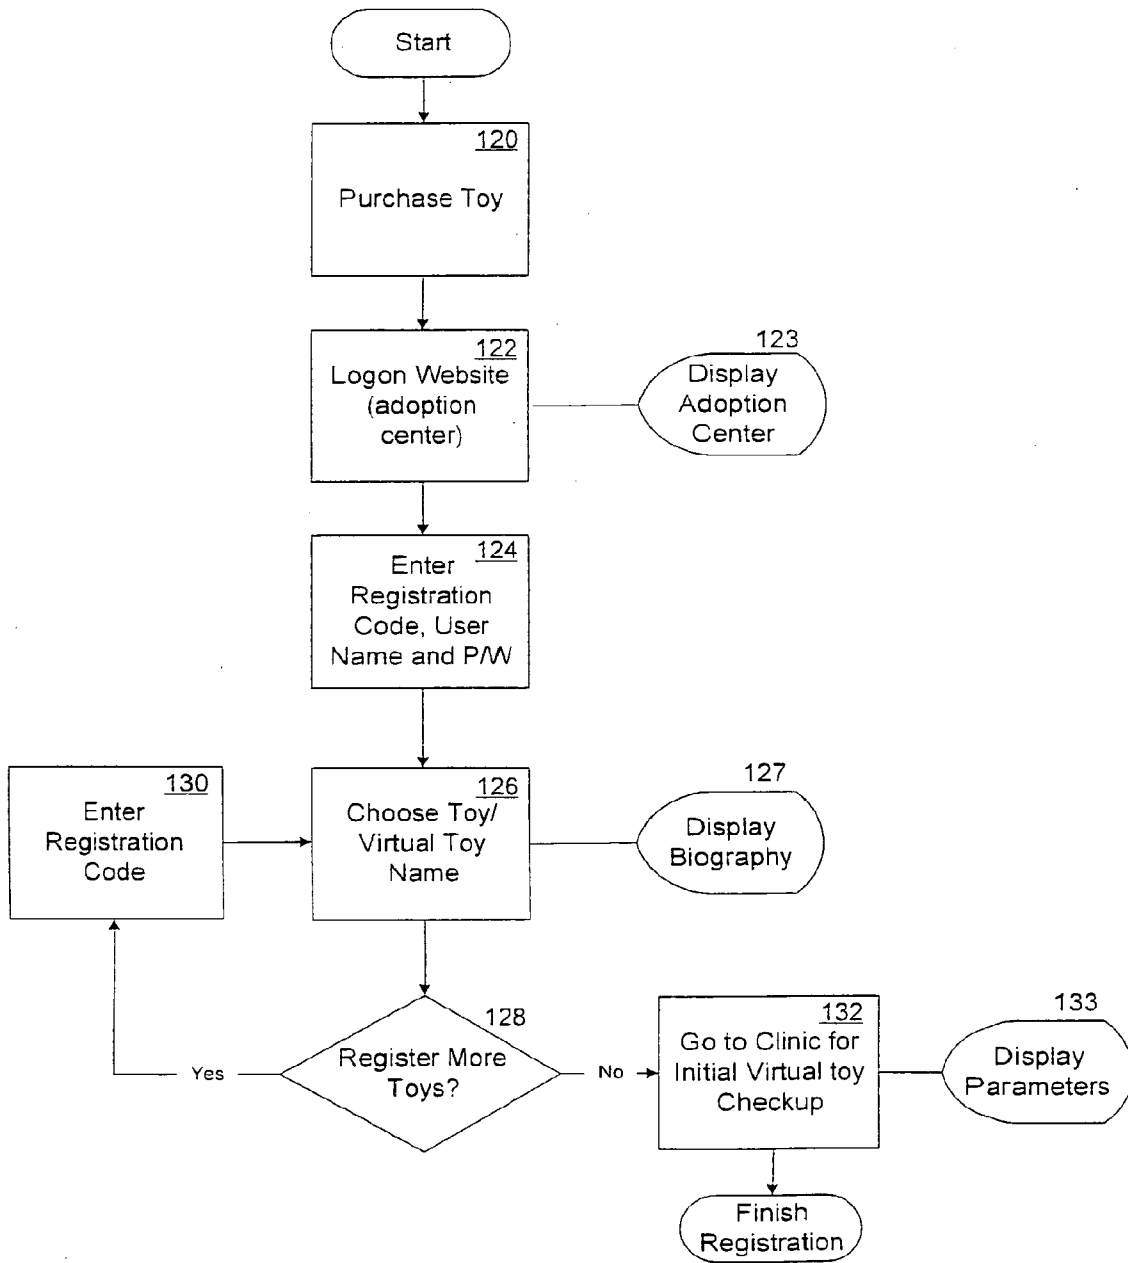 Start
120
Purchase Toy
122
Logon Website
(adoption
center)
123
Display
Adoption
Center
124
Enter
Registration
Code, User
Name and P/W
130
Enter
Registration
Code
126
Choose Toy/
Virtual Toy
Name
127
Display
Biography
128
Register More
Toys?
Yes
No
132
Go to Clinic for
Initial Virtual toy
Checkup
133
Display
Parameters
Finish
Registration